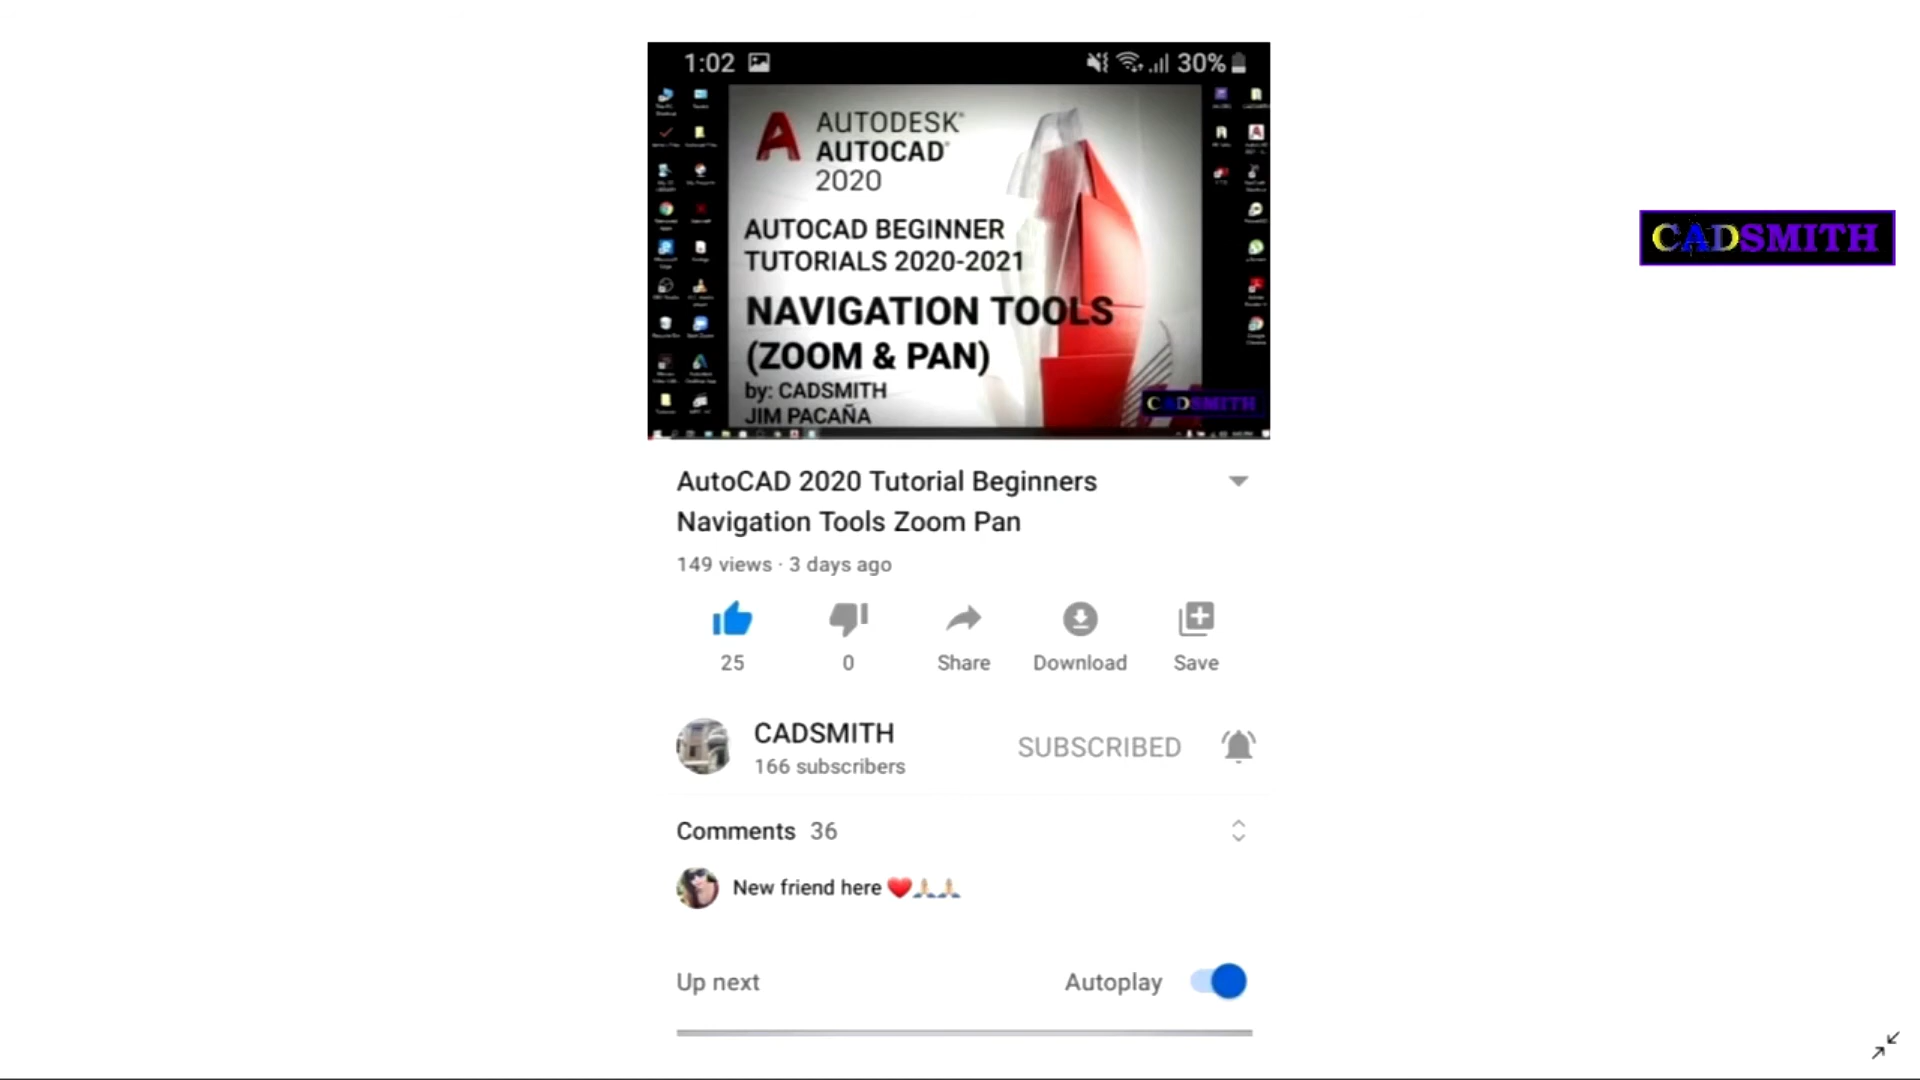 1:02
30%
AUTODESK®
AUTOCAD®
2020
AUTOCAD BEGINNER
TUTORIALS 2020-2021
NAVIGATION TOOLS
(ZOOM & PAN)
by: CADSMITH
JIM PACAÑA
CADSMITH
CADSMITH
AutoCAD 2020 Tutorial Beginners
Navigation Tools Zoom Pan
149 views · 3 days ago
25
0
Share
Download
Save
CADSMITH
166 subscribers
SUBSCRIBED
Comments 36
New friend here ❤️🙏🙏
Up next
Autoplay